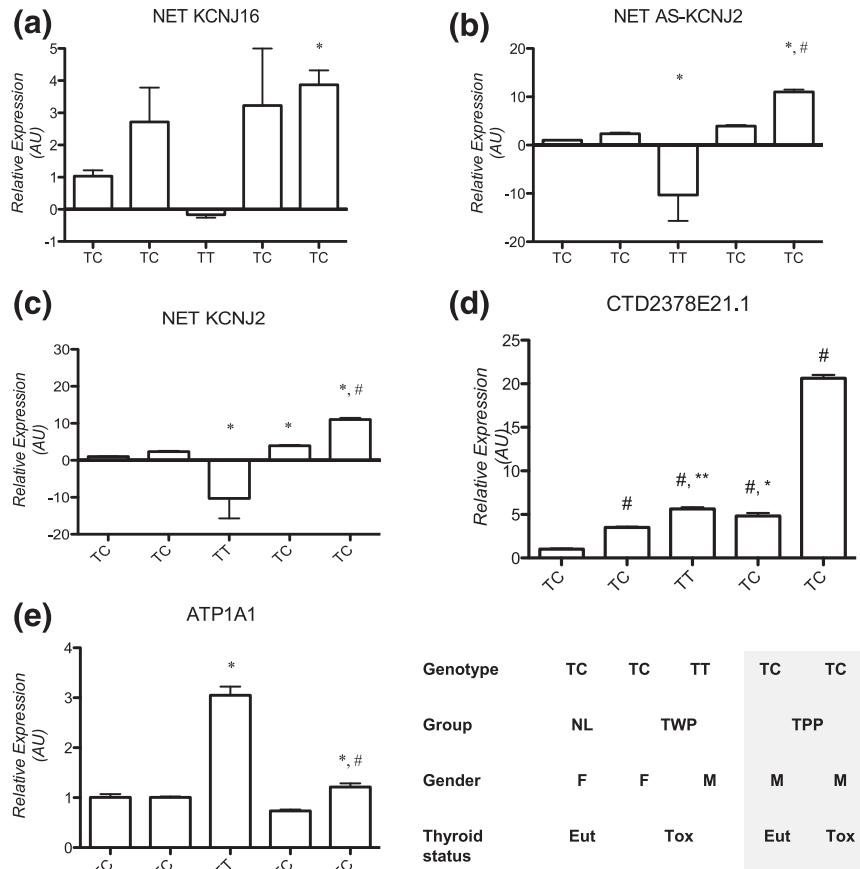 (a)
NET KCNJ16
Relative Expression
(AU)
5
4
3
2
1
0
-1
*
TC TC TT TC TC
(b)
NET AS-KCNJ2
Relative Expression
(AU)
20
10
0
-10
-20
*
*, #
TC TC TT TC TC
(c)
NET KCNJ2
Relative Expression
(AU)
30
20
10
0
-10
-20
*
*
*, #
TC TC TT TC TC
(d)
CTD2378E21.1
Relative Expression
(AU)
25
20
15
10
5
0
#
#, **
#, *
#
TC TC TT TC TC
(e)
ATP1A1
Relative Expression
(AU)
4
3
2
1
0
*
*, #
TC TC TT TC TC
Genotype TC TC TT TC TC
Group NL TWP TPP
Gender F F M M M
Thyroid Eut Tox Eut Tox
status